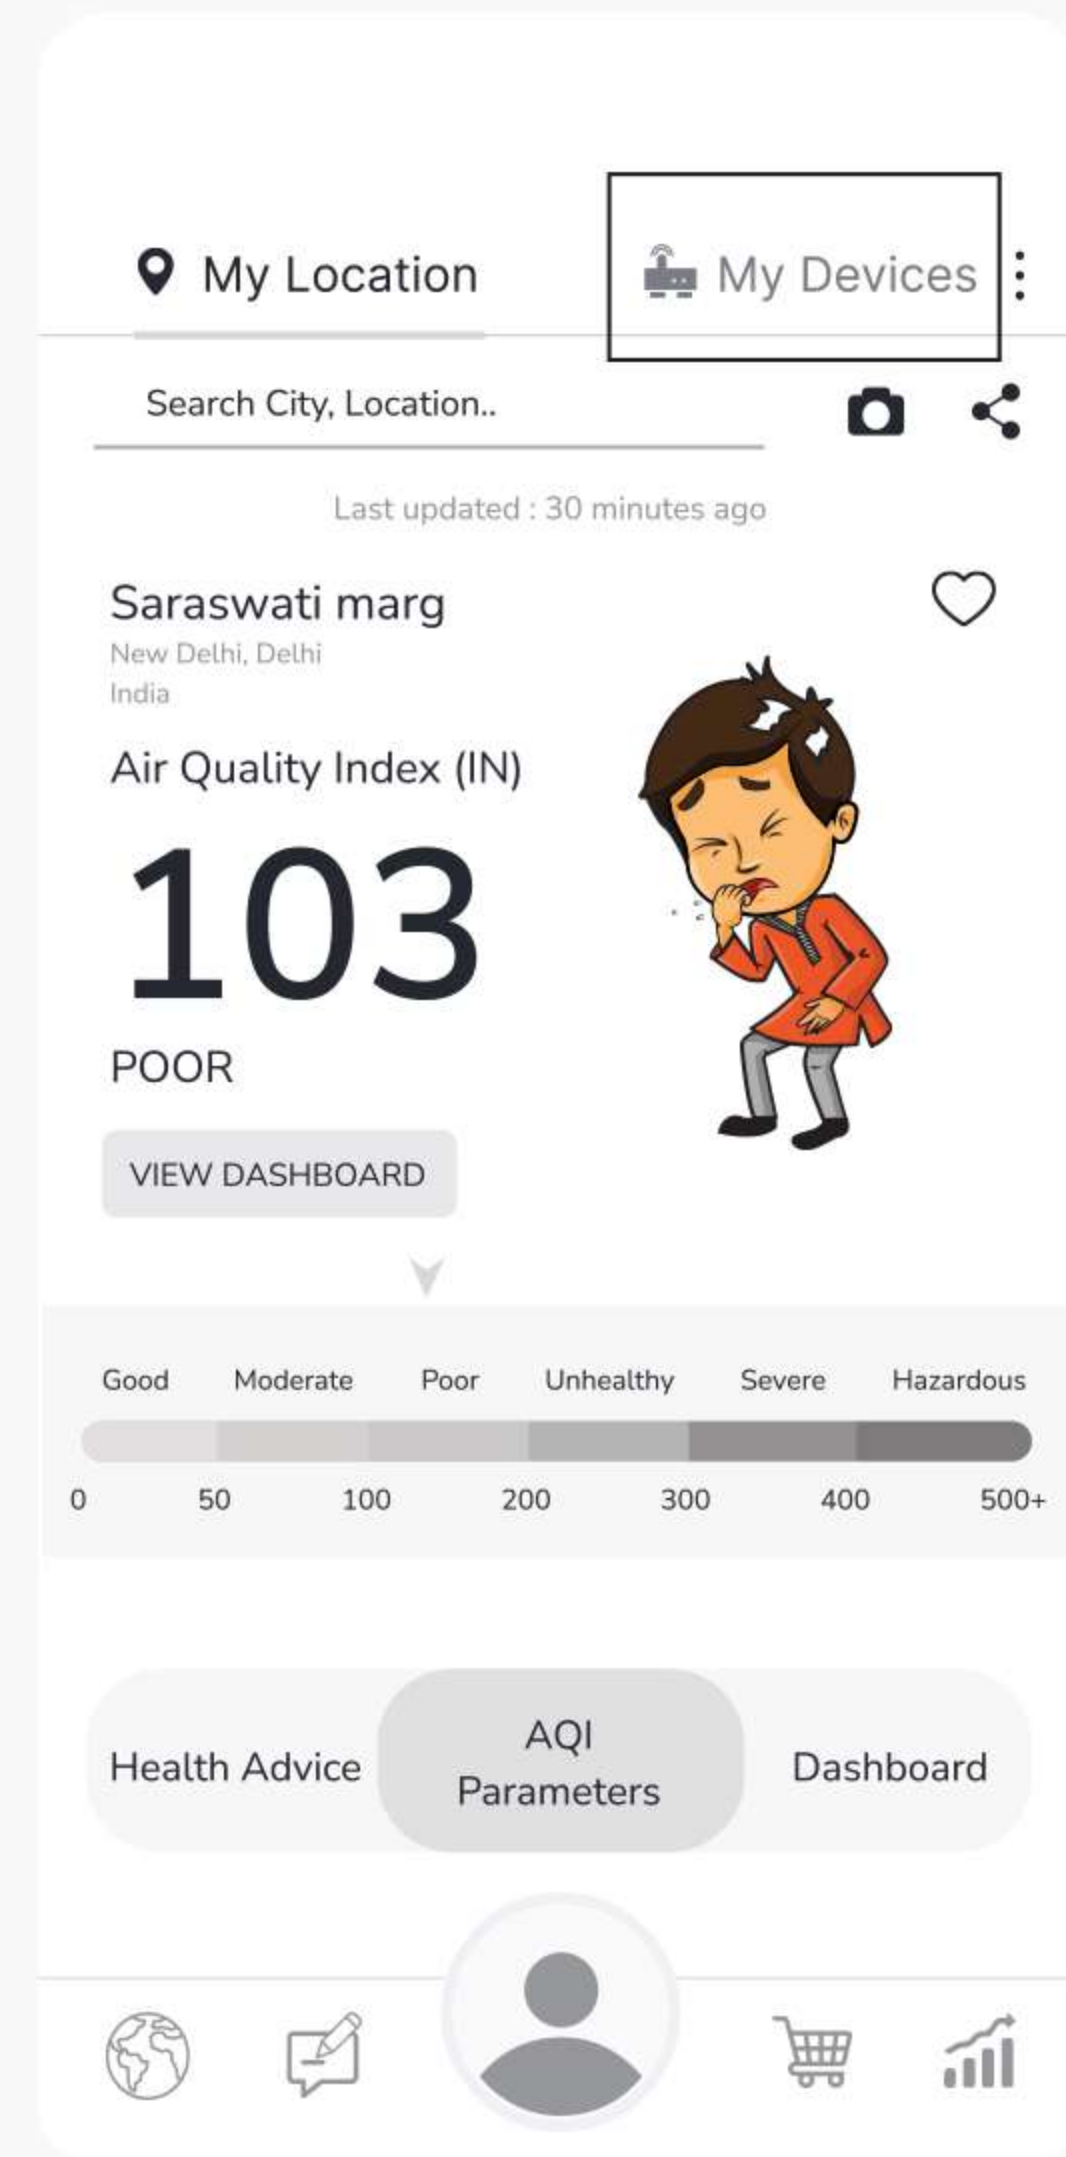 My Location
My Devices
Search City, Location..
Last updated : 30 minutes ago
Saraswati marg
New Delhi, Delhi
India
Air Quality Index (IN)
103
POOR
VIEW DASHBOARD
Good Moderate Poor Unhealthy Severe Hazardous
0 50 100 200 300 400 500+
Health Advice
AQI
Parameters
Dashboard